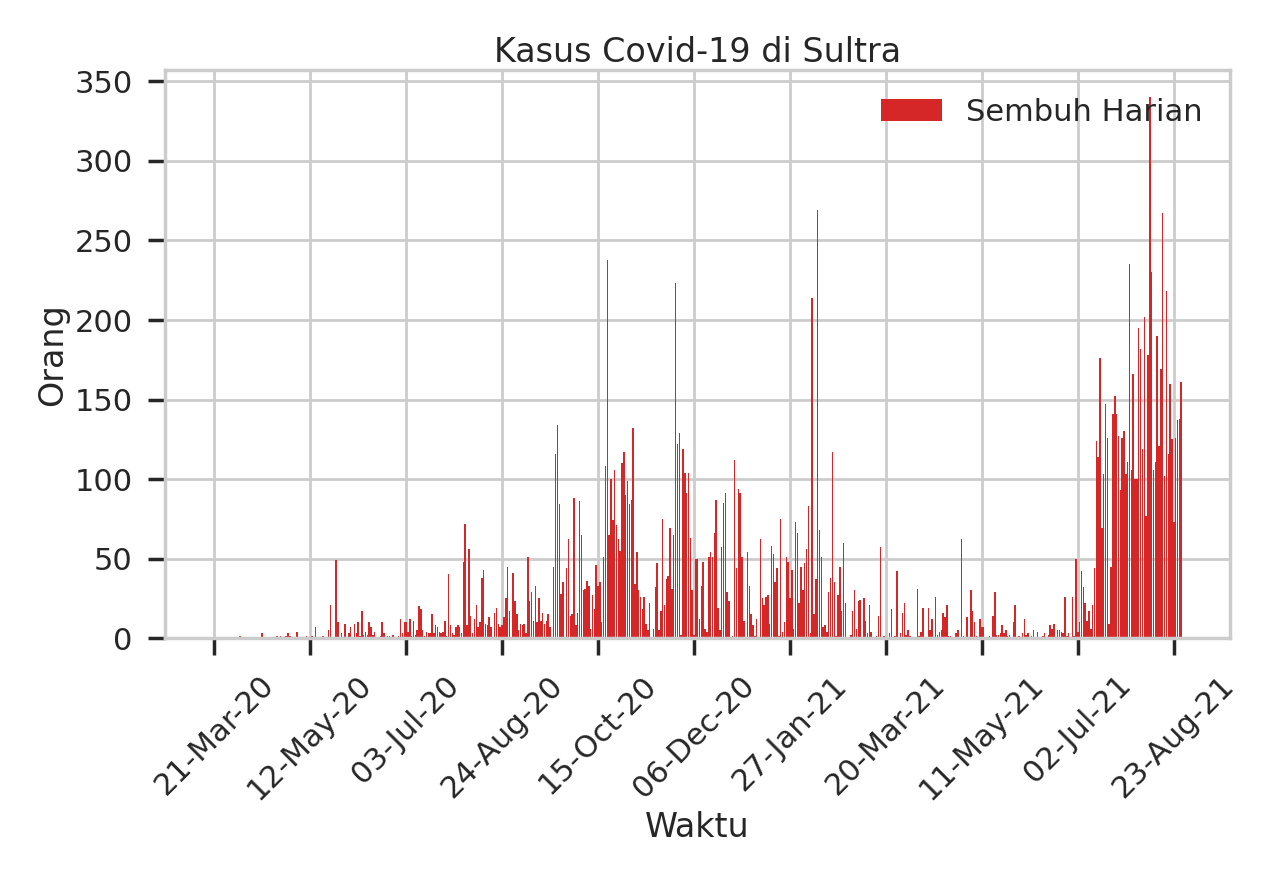 Kasus Covid-19 di Sultra
Sembuh Harian
Orang
350
300
250
200
150
100
50
0
21-Mar-20
12-May-20
03-Jul-20
24-Aug-20
15-Oct-20
06-Dec-20
27-Jan-21
20-Mar-21
11-May-21
02-Jul-21
23-Aug-21
Waktu